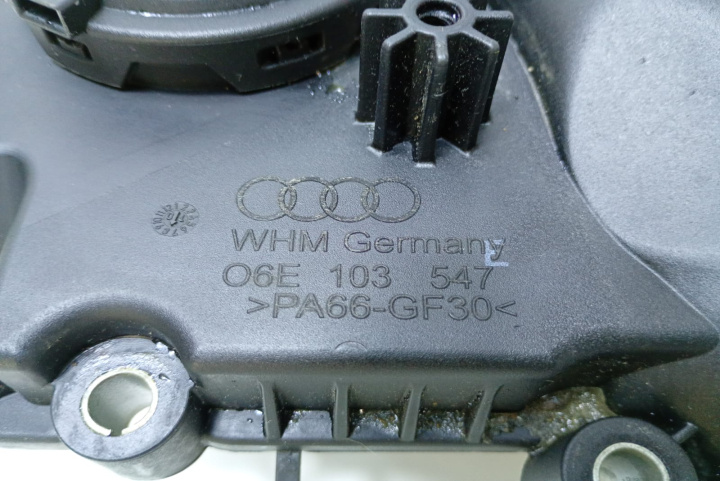 WHM Germany
06E 103 547
>PA66-GF30<